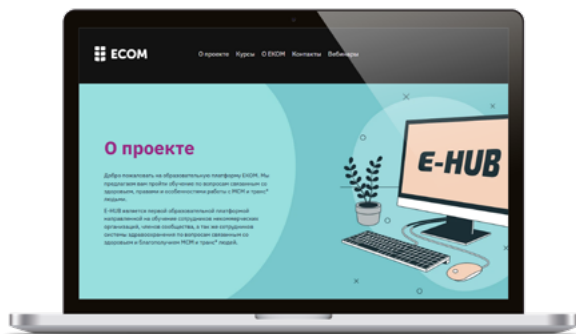 ECOM
О проекте Курсы О ЕКОМ Контакты Вебинары
О проекте
Добро пожаловать на образовательную платформу ЕКОМ. Мы
предлагаем вам пройти обучение по вопросам связанным со
здоровьем, правами и особенностями работы с МСМ и транс*
людьми.
E-HUB является первой образовательной платформой
направленной на обучение сотрудников некоммерческих
организаций, членов сообщества, а так же сотрудников
системы здравоохранение по вопросам связанным со
здоровьем и благополучием МСМ и транс* людей.
E-HUB